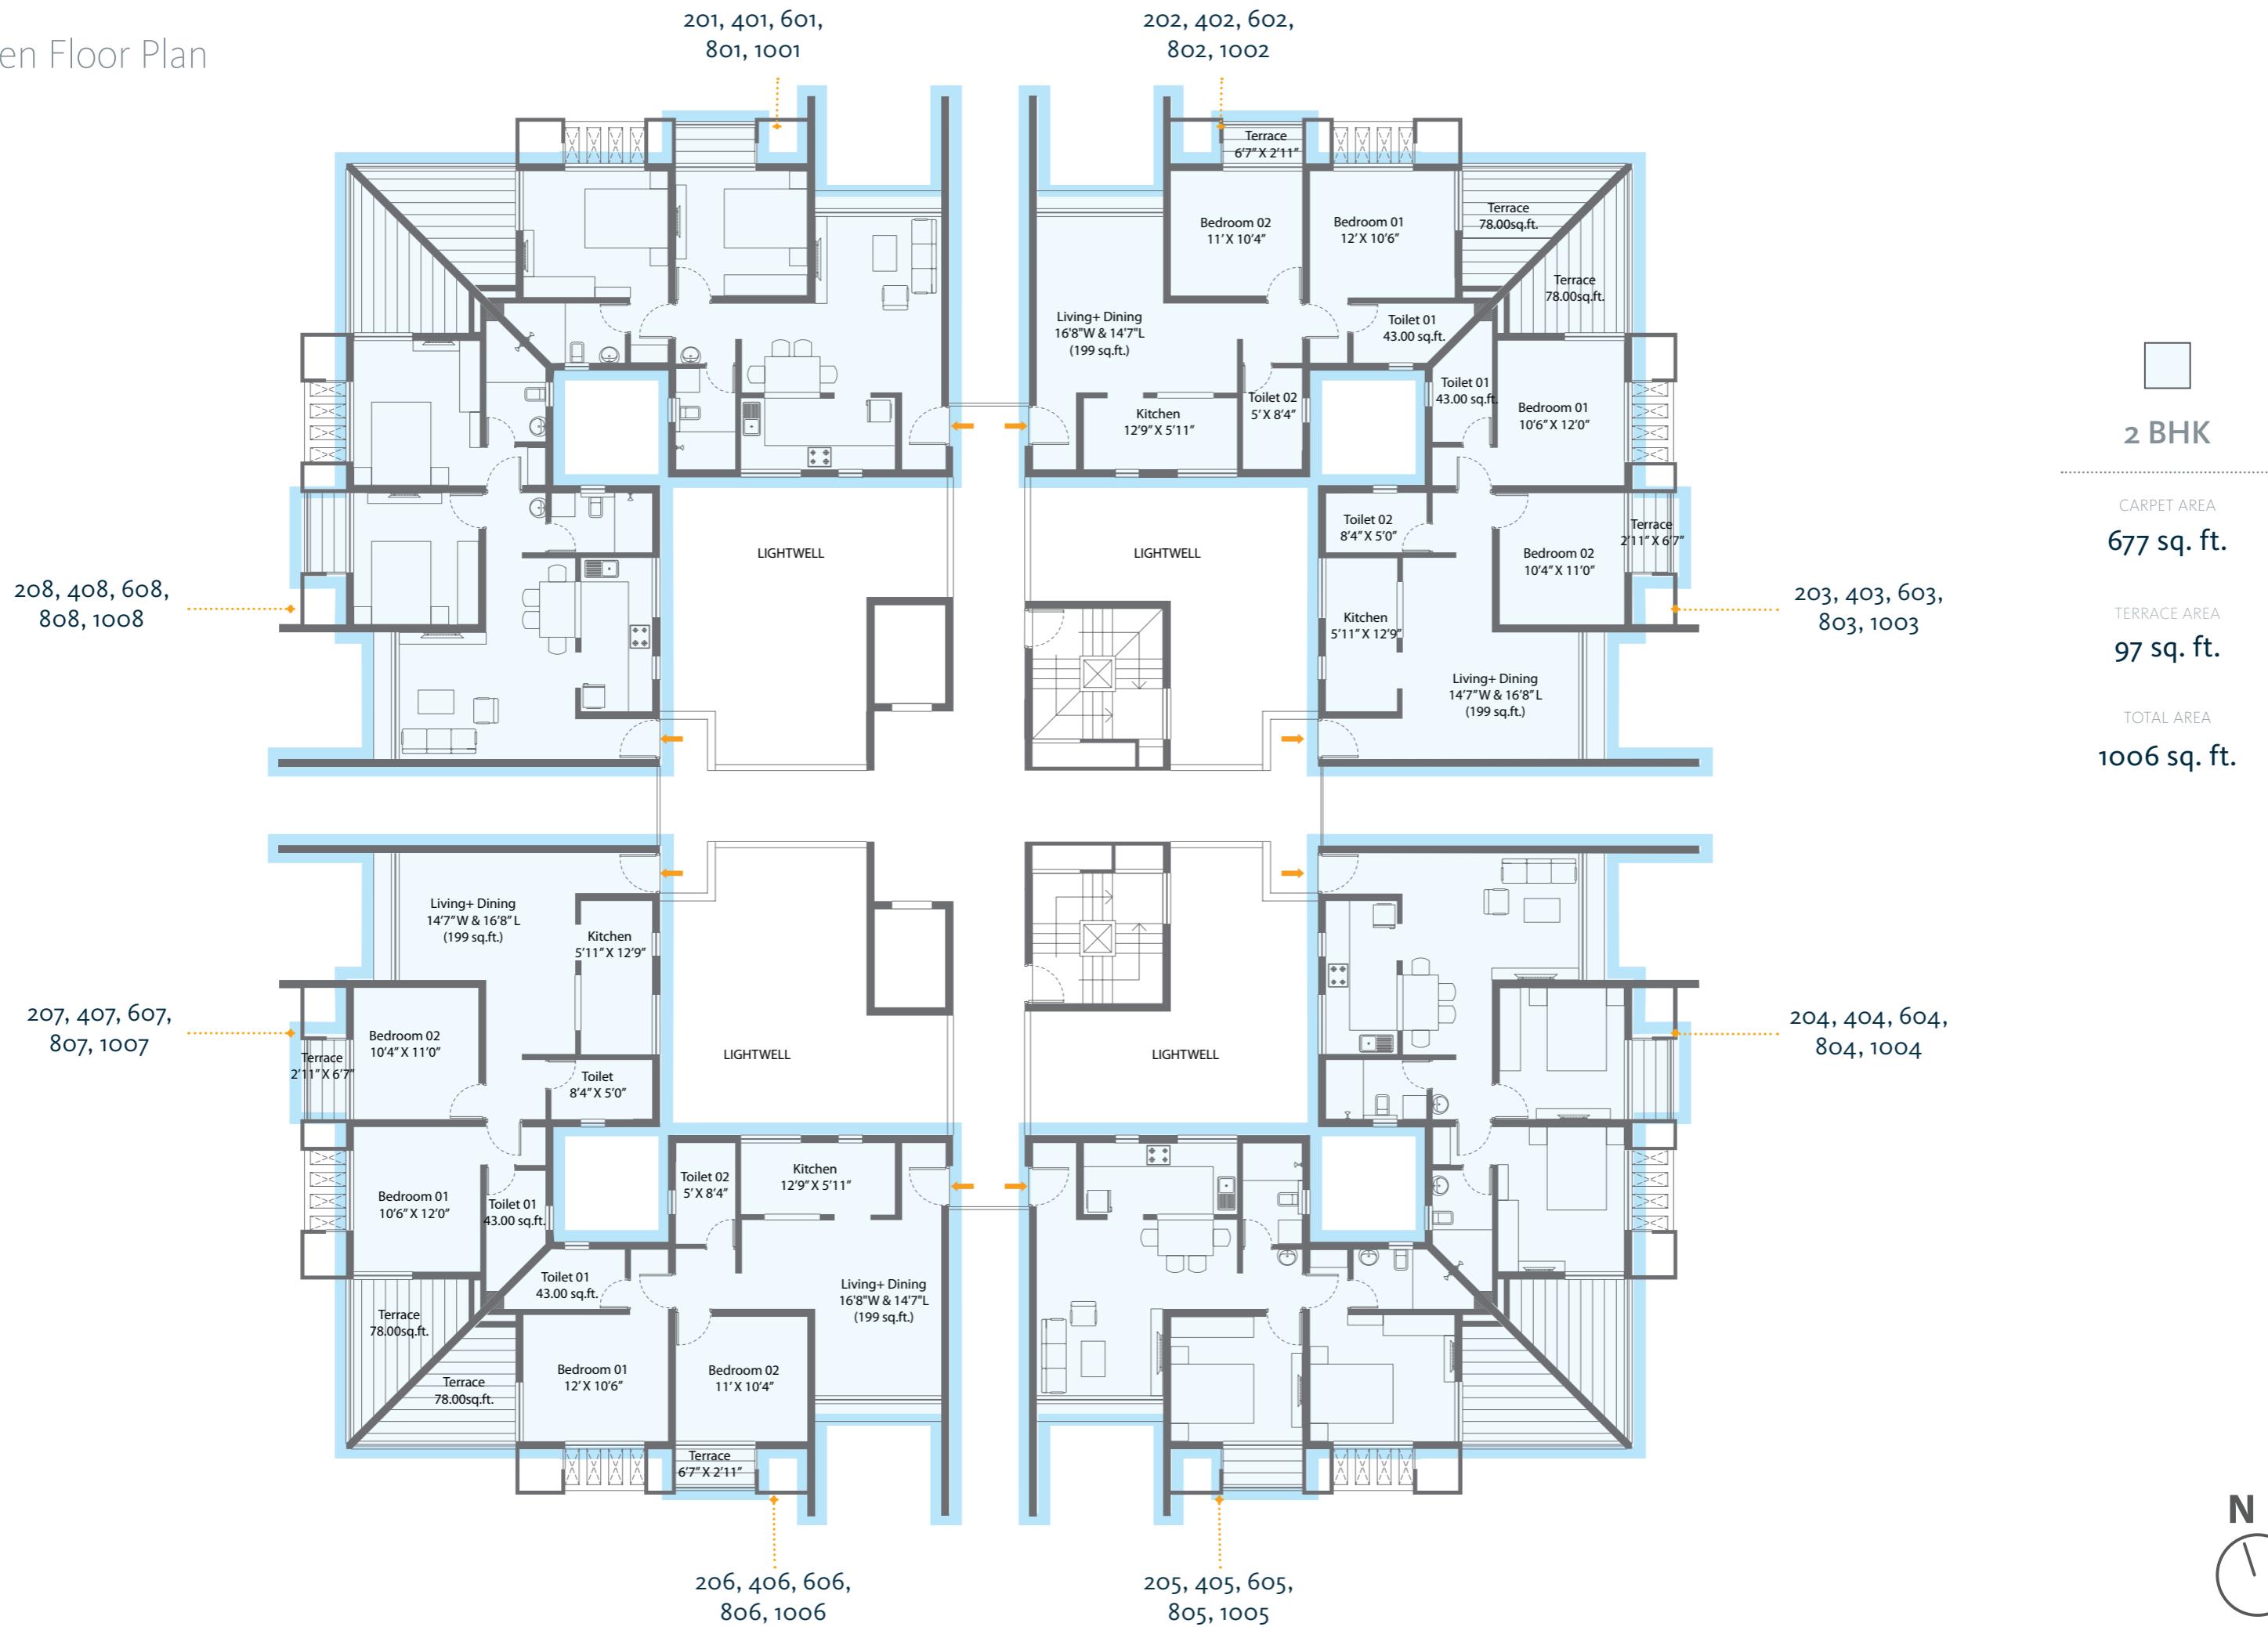 en Floor Plan
201, 401, 601,
801, 1001
202, 402, 602,
802, 1002
Terrace
6'7" X 2'11"
Bedroom 02
11' X 10'4"
Bedroom 01
12' X 10'6"
Terrace
78.00sq.ft.
Terrace
78.00sq.ft.
Living+ Dining
16'8"W & 14'7"L
(199 sq.ft.)
Toilet 01
43.00 sq.ft.
Toilet 01
43.00 sq.ft.
Toilet 02
5' X 8'4"
Kitchen
12'9" X 5'11"
Bedroom 01
10'6" X 12'0"
2 BHK
CARPET AREA
677 sq. ft.
TERRACE AREA
97 sq. ft.
TOTAL AREA
1006 sq. ft.
LIGHTWELL
LIGHTWELL
Toilet 02
8'4" X 5'0"
Bedroom 02
10'4" X 11'0"
Terrace
2'11" X 6'7"
208, 408, 608,
808, 1008
203, 403, 603,
803, 1003
Kitchen
5'11" X 12'9"
Living+ Dining
14'7"W & 16'8" L
(199 sq.ft.)
Living+ Dining
14'7"W & 16'8" L
(199 sq.ft.)
Kitchen
5'11" X 12'9"
207, 407, 607,
807, 1007
204, 404, 604,
804, 1004
Bedroom 02
10'4" X 11'0"
Terrace
2'11" X 6'7"
Toilet
8'4" X 5'0"
LIGHTWELL
LIGHTWELL
Bedroom 01
10'6" X 12'0"
Toilet 01
43.00 sq.ft.
Toilet 02
5' X 8'4"
Kitchen
12'9" X 5'11"
Toilet 01
43.00 sq.ft.
Living+ Dining
16'8"W & 14'7"L
(199 sq.ft.)
Terrace
78.00sq.ft.
Terrace
78.00sq.ft.
Bedroom 01
12' X 10'6"
Bedroom 02
11' X 10'4"
Terrace
6'7" X 2'11"
N
206, 406, 606,
806, 1006
205, 405, 605,
805, 1005